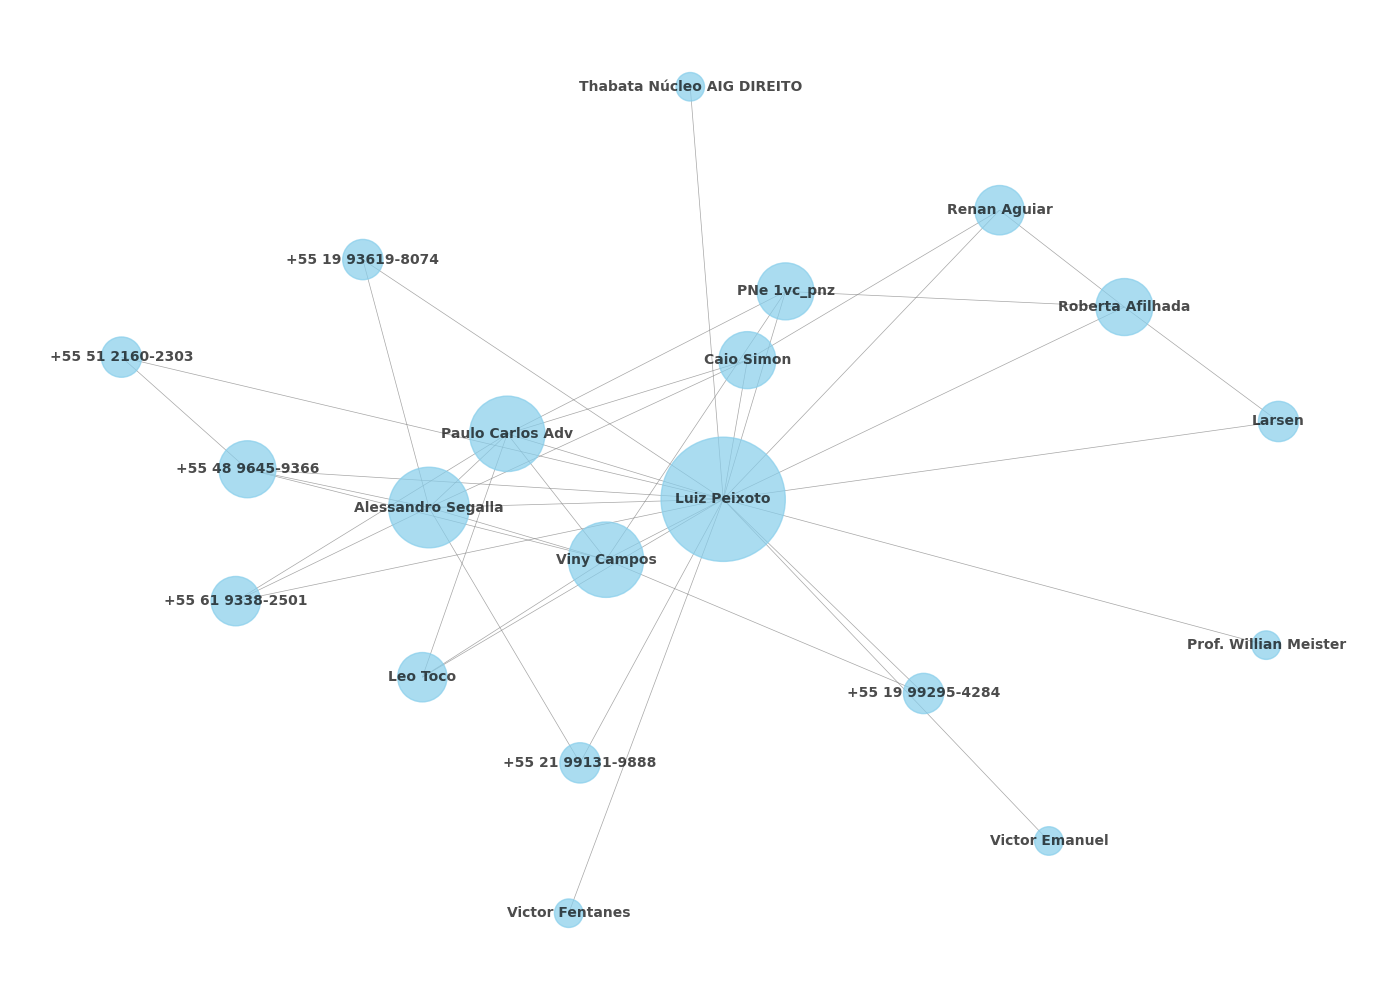 Thabata Núcleo AIG DIREITO
Renan Aguiar
+55 19 93619-8074
PNe 1vc_pnz
Roberta Afilhada
+55 51 2160-2303
Caio Simon
Larsen
Paulo Carlos Adv
+55 48 9645-9366
Luiz Peixoto
Alessandro Segalla
Viny Campos
+55 61 9338-2501
Prof. Willian Meister
Leo Toco
+55 19 99295-4284
+55 21 99131-9888
Victor Emanuel
Victor Fentanes